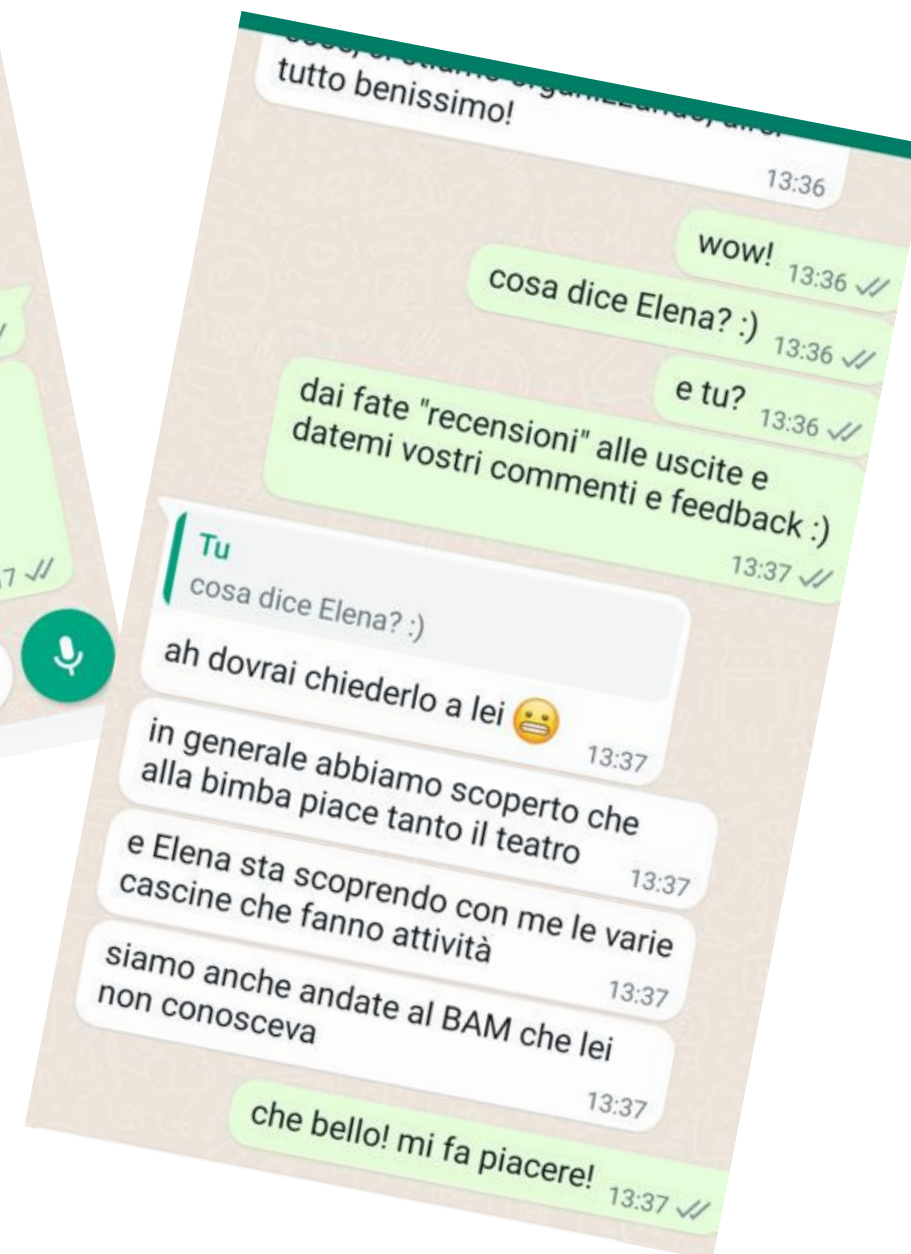 tutto benissimo!
13:36
wow! 13:36
cosa dice Elena? :) 13:36
e tu? 13:36
dai fate "recensioni" alle uscite e
datemi vostri commenti e feedback :)
13:37
Tu
cosa dice Elena? :)
ah dovrai chiederlo a lei 😬
13:37
in generale abbiamo scoperto che
alla bimba piace tanto il teatro
13:37
e Elena sta scoprendo con me le varie
cascine che fanno attività
13:37
siamo anche andate al BAM che lei
non conosceva
13:37
che bello! mi fa piacere! 13:37